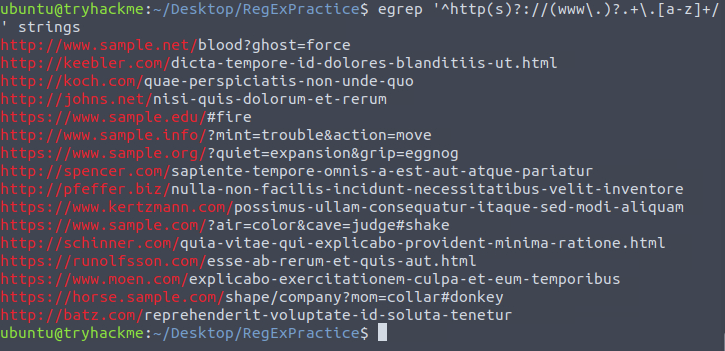 ubuntu@tryhackme:~/Desktop/RegExPractice$ egrep '^http(s)?://(www\.)?.+\.[a-z]+/
' strings
http://www.sample.net/blood?ghost=force
http://keebler.com/dicta-tempore-id-dolores-blanditiis-ut.html
http://koch.com/quae-perspiciatis-non-unde-quo
http://johns.net/nisi-quis-dolorum-et-rerum
https://www.sample.edu/#fire
http://www.sample.info/?mint=trouble&action=move
http://www.sample.org/?quiet=expansion&grip=eggnog
http://spencer.com/sapiente-tempore-omnis-a-est-aut-atque-pariatur
http://pfeffer.biz/nulla-non-facilis-incidunt-necessitatibus-velit-inventore
https://www.kertzmann.com/possimus-ullam-consequatur-itaque-sed-modi-aliquam
https://www.sample.com/?air=color&cave=judge#shake
http://schinner.com/quia-vitae-qui-explicabo-provident-minima-ratione.html
https://runolfsson.com/esse-ab-rerum-et-quis-aut.html
https://www.moen.com/explicabo-exercitationem-culpa-et-eum-temporibus
https://horse.sample.com/shape/company?mom=collar#donkey
http://batz.com/reprehenderit-voluptate-id-soluta-tenetur
ubuntu@tryhackme:~/Desktop/RegExPractice$